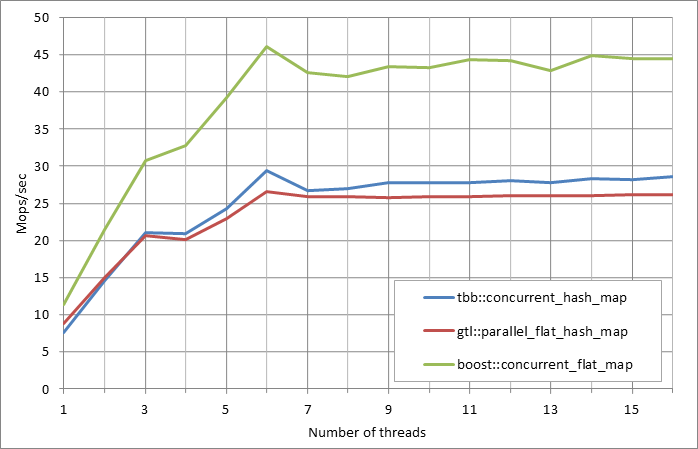 50
45
40
35
30
25
20
15
10
5
0
Mops/sec
tbb::concurrent_hash_map
gtl::parallel_flat_hash_map
boost::concurrent_flat_map
1 3 5 7 9 11 13 15
Number of threads